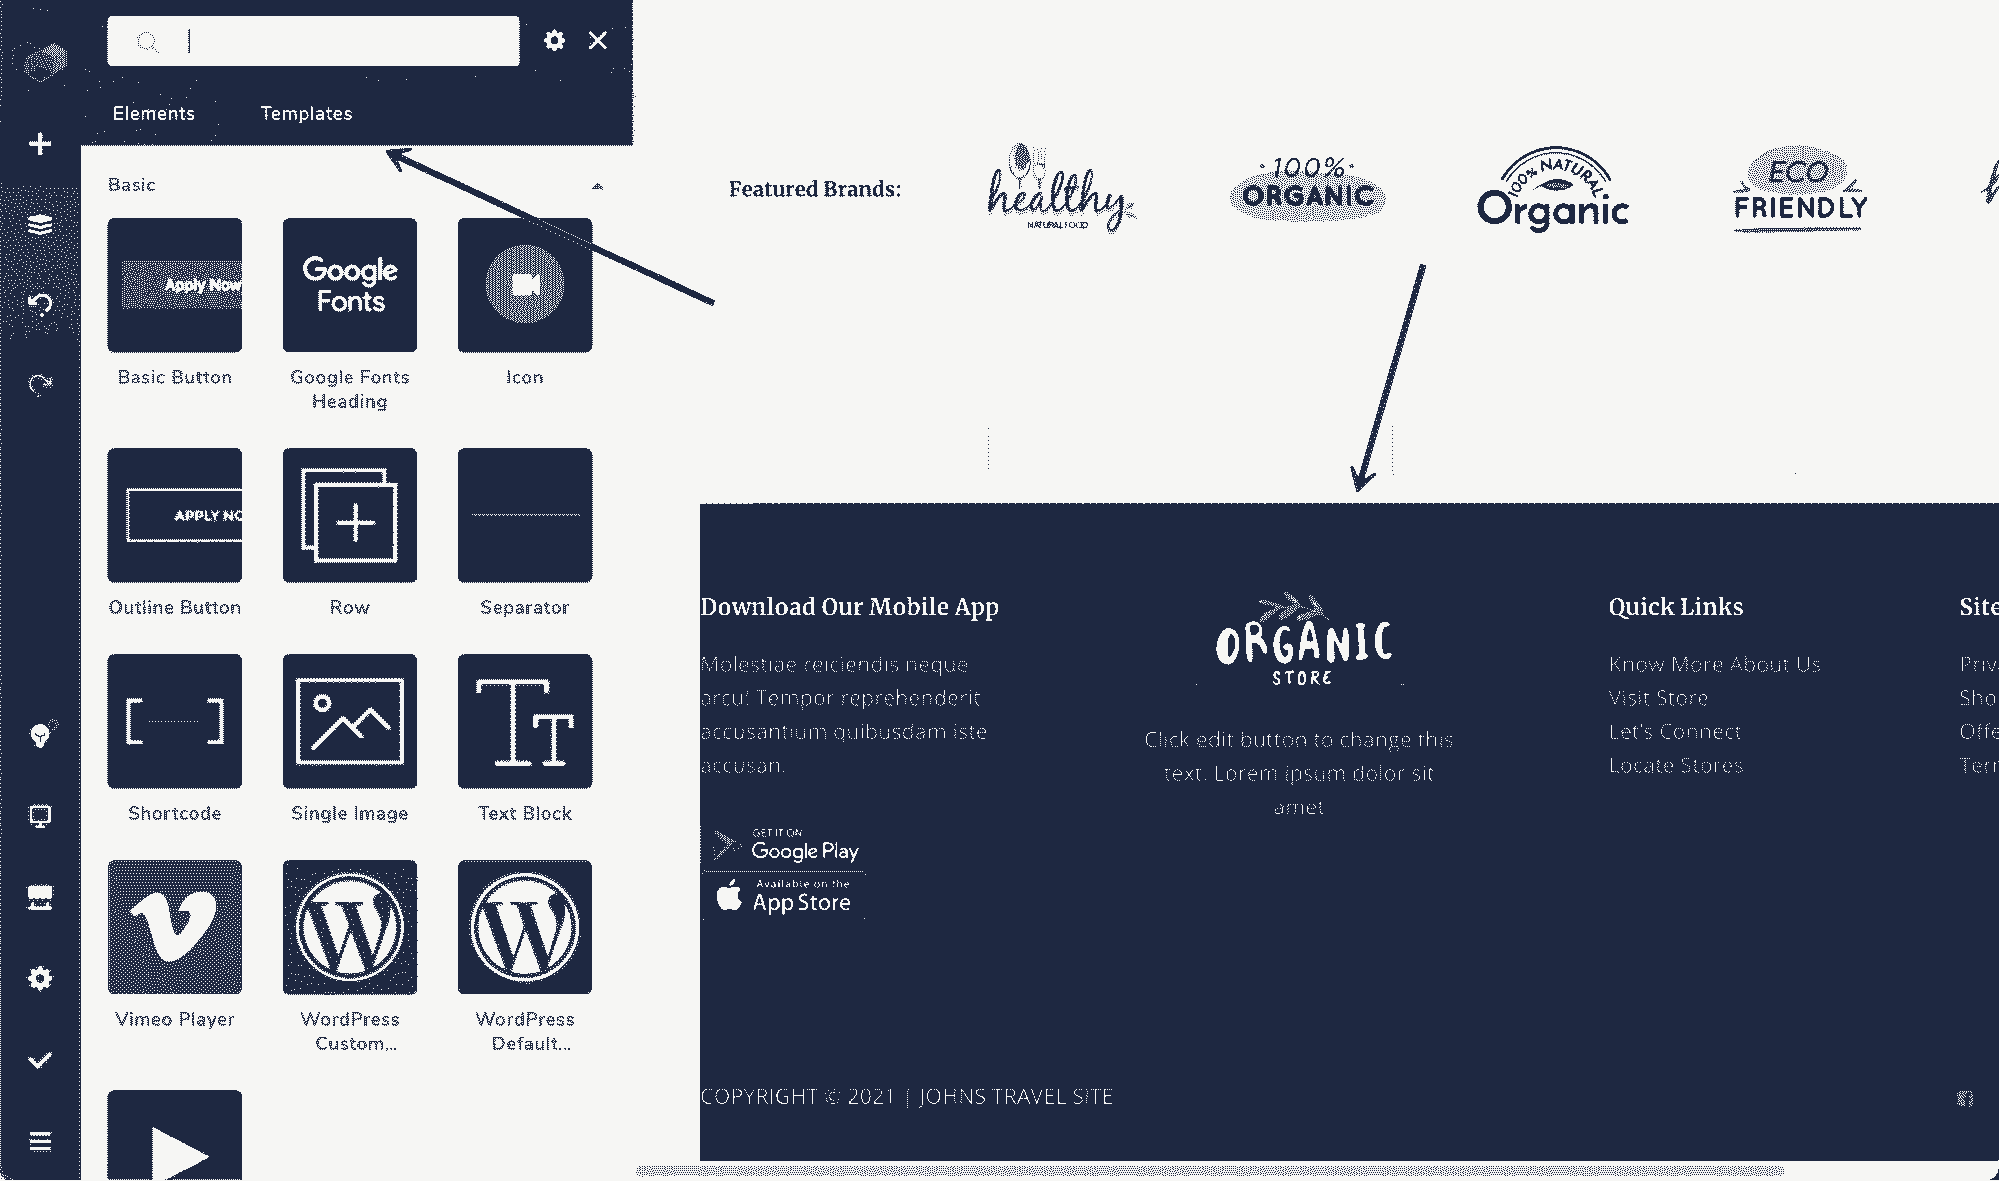 Elements
Templates
Basic
Apply Now
Google
Fonts
Basic Button
Google Fonts
Heading
Icon
APPLY NO
Outline Button
Row
Separator
Shortcode
Single Image
Text Block
Vimeo Player
WordPress
Custom...
WordPress
Default...
Featured Brands:
healthy
NATURAL FOOD
100%
ORGANIC
100% NATURAL
Organic
ECO
FRIENDLY
Download Our Mobile App
Molestiae reiciendis neque
arcu! Tempor reprehenderit
accusantium quibusdam iste
accusan.
GET IT ON
Google Play
Available on the
App Store
ORGANIC
STORE
Click edit button to change this
text. Lorem ipsum dolor sit
amet
Quick Links
Know More About Us
Visit Store
Let's Connect
Locate Stores
Site
Priv
Sho
Offe
COPYRIGHT © 2021 | JOHNS TRAVEL SITE